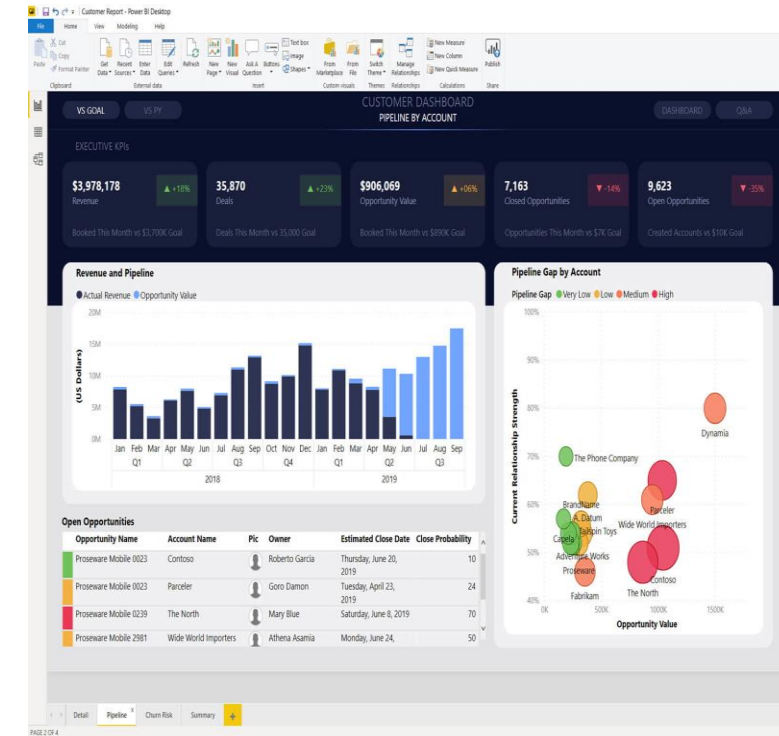 Customer Report - Power BI Desktop
File Home View Modeling Help
Paste
Cut
Copy
Format Painter
Get Data
Recent Sources
Enter Data
Edit Queries
Refresh
New Page
New Visual
Ask A Question
Buttons
Text box
Image
Shapes
From Marketplace
From File
Switch Theme
Manage Relationships
New Measure
New Column
New Quick Measure
Publish
Clipboard External data Insert Custom visuals Themes Relationships Calculations Share
VS GOAL VS PY
CUSTOMER DASHBOARD
PIPELINE BY ACCOUNT
DASHBOARD Q&A
EXECUTIVE KPIs
$3,978,178 ▲ +18%
Revenue
Booked This Month vs $3,700K Goal
35,870 ▲ +23%
Deals
Deals This Month vs 35,000 Goal
$906,069 ▲ +06%
Opportunity Value
Booked This Month vs $890K Goal
7,163 ▼ -14%
Closed Opportunities
Opportunities This Month vs $7K Goal
9,623 ▼ -35%
Open Opportunities
Created Accounts vs $10K Goal
Revenue and Pipeline
Actual Revenue Opportunity Value
(US Dollars)
20M
15M
10M
5M
0M
Jan Feb Mar Apr May Jun Jul Aug Sep Oct Nov Dec Jan Feb Mar Apr May Jun Jul Aug Sep
Q1 Q2 Q3 Q4 Q1 Q2 Q3
2018 2019
Pipeline Gap by Account
Pipeline Gap Very Low Low Medium High
Current Relationship Strength
100%
90%
80%
70%
60%
50%
40%
Dynamia
The Phone Company
BrandName
Parceler
A. Datum
Wide World Importers
Tailspin Toys
Capela
Adventure Works
Proseware
Contoso
Fabrikam
The North
0K 500K 1000K 1500K
Opportunity Value
Open Opportunities
Opportunity Name Account Name Pic Owner Estimated Close Date Close Probability
Proseware Mobile 0023 Contoso Roberto Garcia Thursday, June 20, 10
2019
Proseware Mobile 0023 Parceler Goro Damon Tuesday, April 23, 24
2019
Proseware Mobile 0239 The North Mary Blue Saturday, June 8, 2019 70
Proseware Mobile 2981 Wide World Importers Athena Asamia Monday, June 24, 50
Detail Pipeline x Churn Risk Summary +
PAGE 2 OF 4